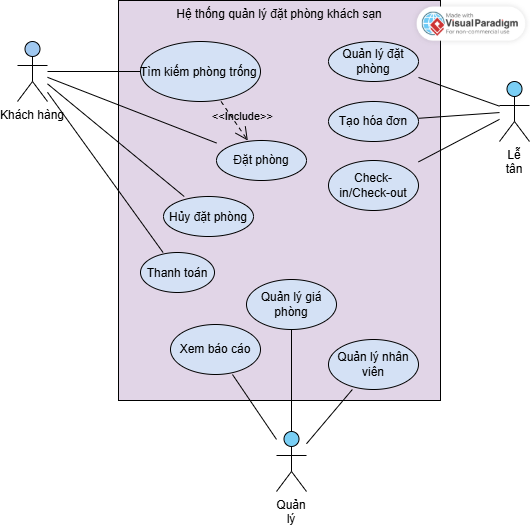 Hệ thống quản lý đặt phòng khách sạn
Made with
Visual Paradigm
For non-commercial use
Khách hàng
Tìm kiếm phòng trống
<<Include>>
Đặt phòng
Hủy đặt phòng
Thanh toán
Quản lý đặt
phòng
Tạo hóa đơn
Check-
in/Check-out
Lễ
tân
Quản lý giá
phòng
Xem báo cáo
Quản lý nhân
viên
Quản
lý